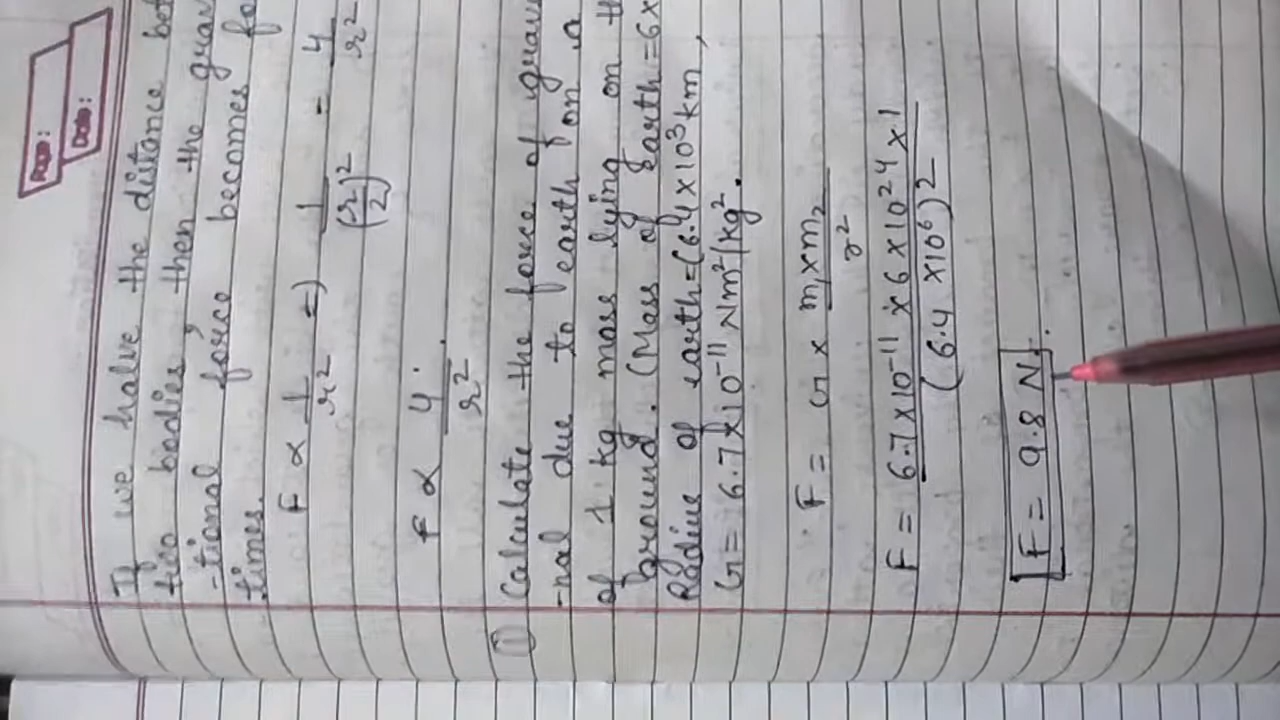 Page:
Date:
If we halve the distance bet
two bodies, then the grav
-tional force becomes fo
times.
F ∝ 1/r² =) 1/(r/2)² = 4/r²
F ∝ 4/r².
① Calculate the force of grav
-nal due to earth on a
of 1 kg mass lying on th
ground. (Mass of earth = 6×
Radius of earth = (6.4 × 10³ km,
G = 6.7 × 10⁻¹¹ Nm²/kg².
F = G × m₁×m₂/r²
F = 6.7 × 10⁻¹¹ × 6 × 10²⁴ × 1/(6.4 × 10⁶)2
F = 9.8 N.